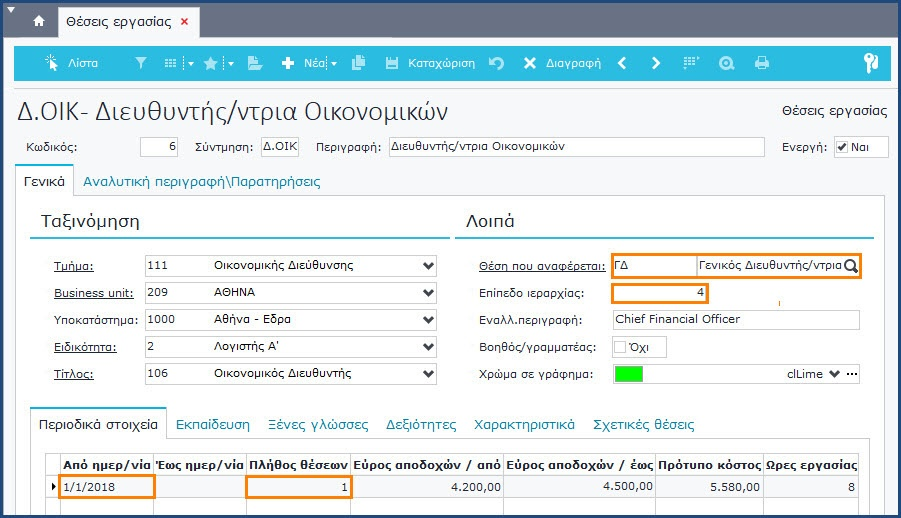 Θέσεις εργασίας ×
Λίστα Νέα Καταχώριση Διαγραφή
Δ.ΟΙΚ- Διευθυντής/ντρια Οικονομικών Θέσεις εργασίας
Κωδικός: 6 Σύντμηση: Δ.ΟΙΚ Περιγραφή: Διευθυντής/ντρια Οικονομικών Ενεργή: Ναι
Γενικά Αναλυτική περιγραφή\Παρατηρήσεις
Ταξινόμηση Λοιπά
Τμήμα: 111 Οικονομικής Διεύθυνσης Θέση που αναφέρεται: ΓΔ Γενικός Διευθυντής/ντρια
Business unit: 209 ΑΘΗΝΑ Επίπεδο ιεραρχίας: 4
Υποκατάστημα: 1000 Αθήνα - Εδρα Εναλλ.περιγραφή: Chief Financial Officer
Ειδικότητα: 2 Λογιστής Α' Βοηθός/γραμματέας: Όχι
Τίτλος: 106 Οικονομικός Διευθυντής Χρώμα σε γράφημα: clLime ...
Περιοδικά στοιχεία Εκπαίδευση Ξένες γλώσσες Δεξιότητες Χαρακτηριστικά Σχετικές θέσεις
Από ημερ/νία Έως ημερ/νία Πλήθος θέσεων Εύρος αποδοχών / από Εύρος αποδοχών / έως Πρότυπο κόστος Ωρες εργασίας
1/1/2018 1 4.200,00 4.500,00 5.580,00 8